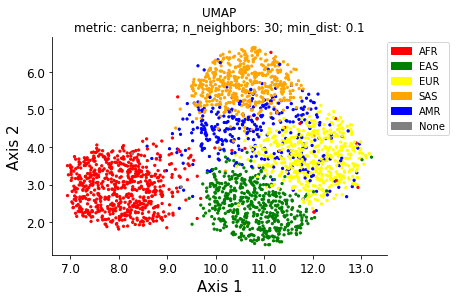 UMAP
metric: canberra; n_neighbors: 30; min_dist: 0.1
AFR
EAS
EUR
SAS
AMR
None
Axis 2
6.0
5.0
4.0
3.0
2.0
7.0 8.0 9.0 10.0 11.0 12.0 13.0
Axis 1